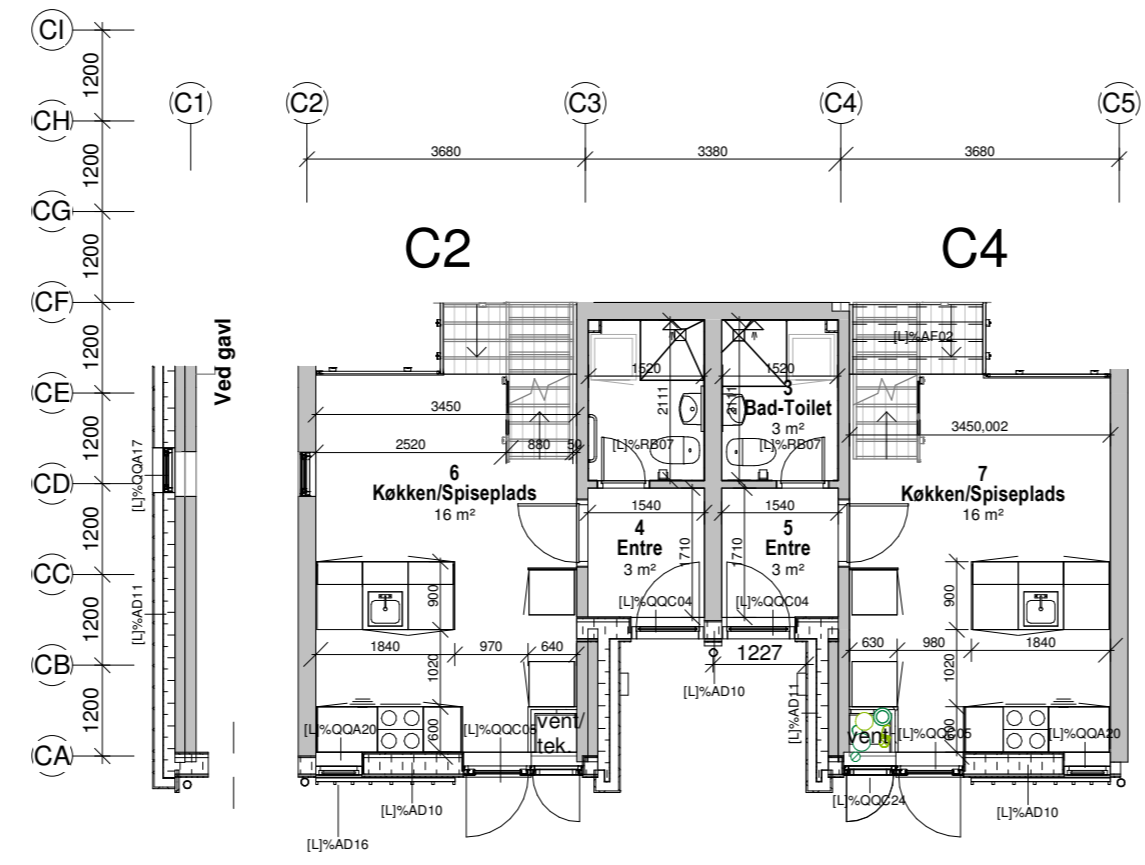 CI
1200
CH
1200
CG
1200
CF
1200
CE
1200
CD
1200
CC
1200
CB
1200
CA
C1
C2
C3
C4
C5
3680
3380
3680
C2
C4
Ved gavl
[L]%QQA17
[L]%AD11
3450
2520
880
50
6
Køkken/Spiseplads
16 m²
1520
2111
[L]%RB07
1520
2111
3
Bad-Toilet
3 m²
[L]%RB07
[L]%AF02
3450,002
7
Køkken/Spiseplads
16 m²
1540
4
Entre
3 m²
1710
[L]%QQC04
1540
5
Entre
3 m²
1710
[L]%QQC04
900
1840
970
640
1020
600
[L]%QQA20
[L]%QQC05
vent/
tek.
[L]%AD10
[L]%AD16
1227
[L]%AD10
[L]%AD11
900
630
980
1840
1020
600
vent
[L]%QQC05
[L]%QQA20
[L]%QQC24
[L]%AD10